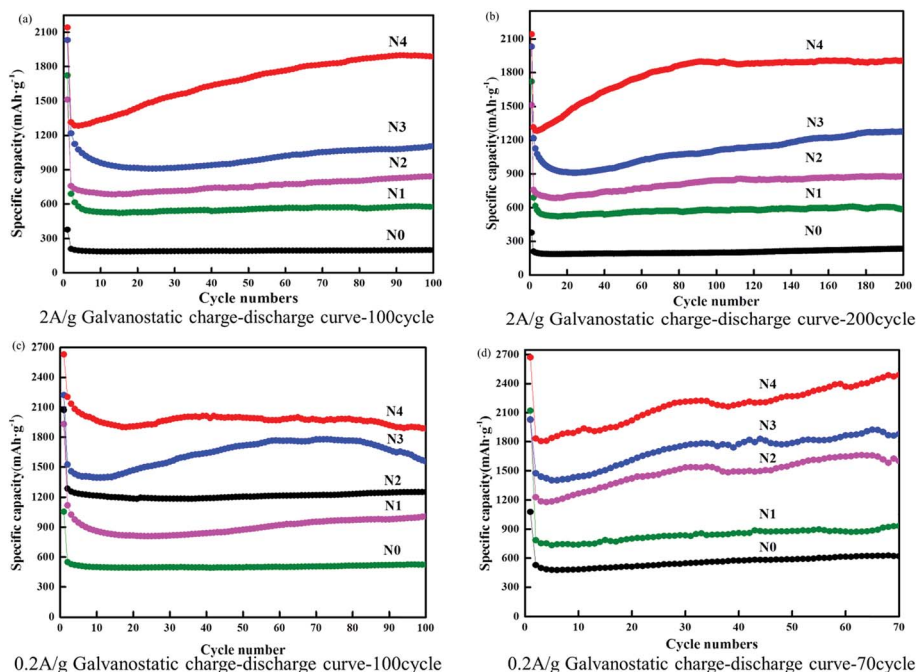 (a)
2100
1800
1500
1200
900
600
300
0
Specific capacity(mAh·g⁻¹)
N4
N3
N2
N1
N0
0 10 20 30 40 50 60 70 80 90 100
Cycle numbers
2A/g Galvanostatic charge-discharge curve-100cycle
(b)
2100
1800
1500
1200
900
600
300
0
Specific capacity(mAh·g⁻¹)
N4
N3
N2
N1
N0
0 20 40 60 80 100 120 140 160 180 200
Cycle number
2A/g Galvanostatic charge-discharge curve-200cycle
(c)
2700
2400
2100
1800
1500
1200
900
600
300
0
Specific capacity(mAh·g⁻¹)
N4
N3
N2
N1
N0
0 10 20 30 40 50 60 70 80 90 100
Cycle number
0.2A/g Galvanostatic charge-discharge curve-100cycle
(d)
2700
2400
2100
1800
1500
1200
900
600
300
0
Specific capacity(mAh·g⁻¹)
N4
N3
N2
N1
N0
0 10 20 30 40 50 60 70
Cycle numbers
0.2A/g Galvanostatic charge-discharge curve-70cycle